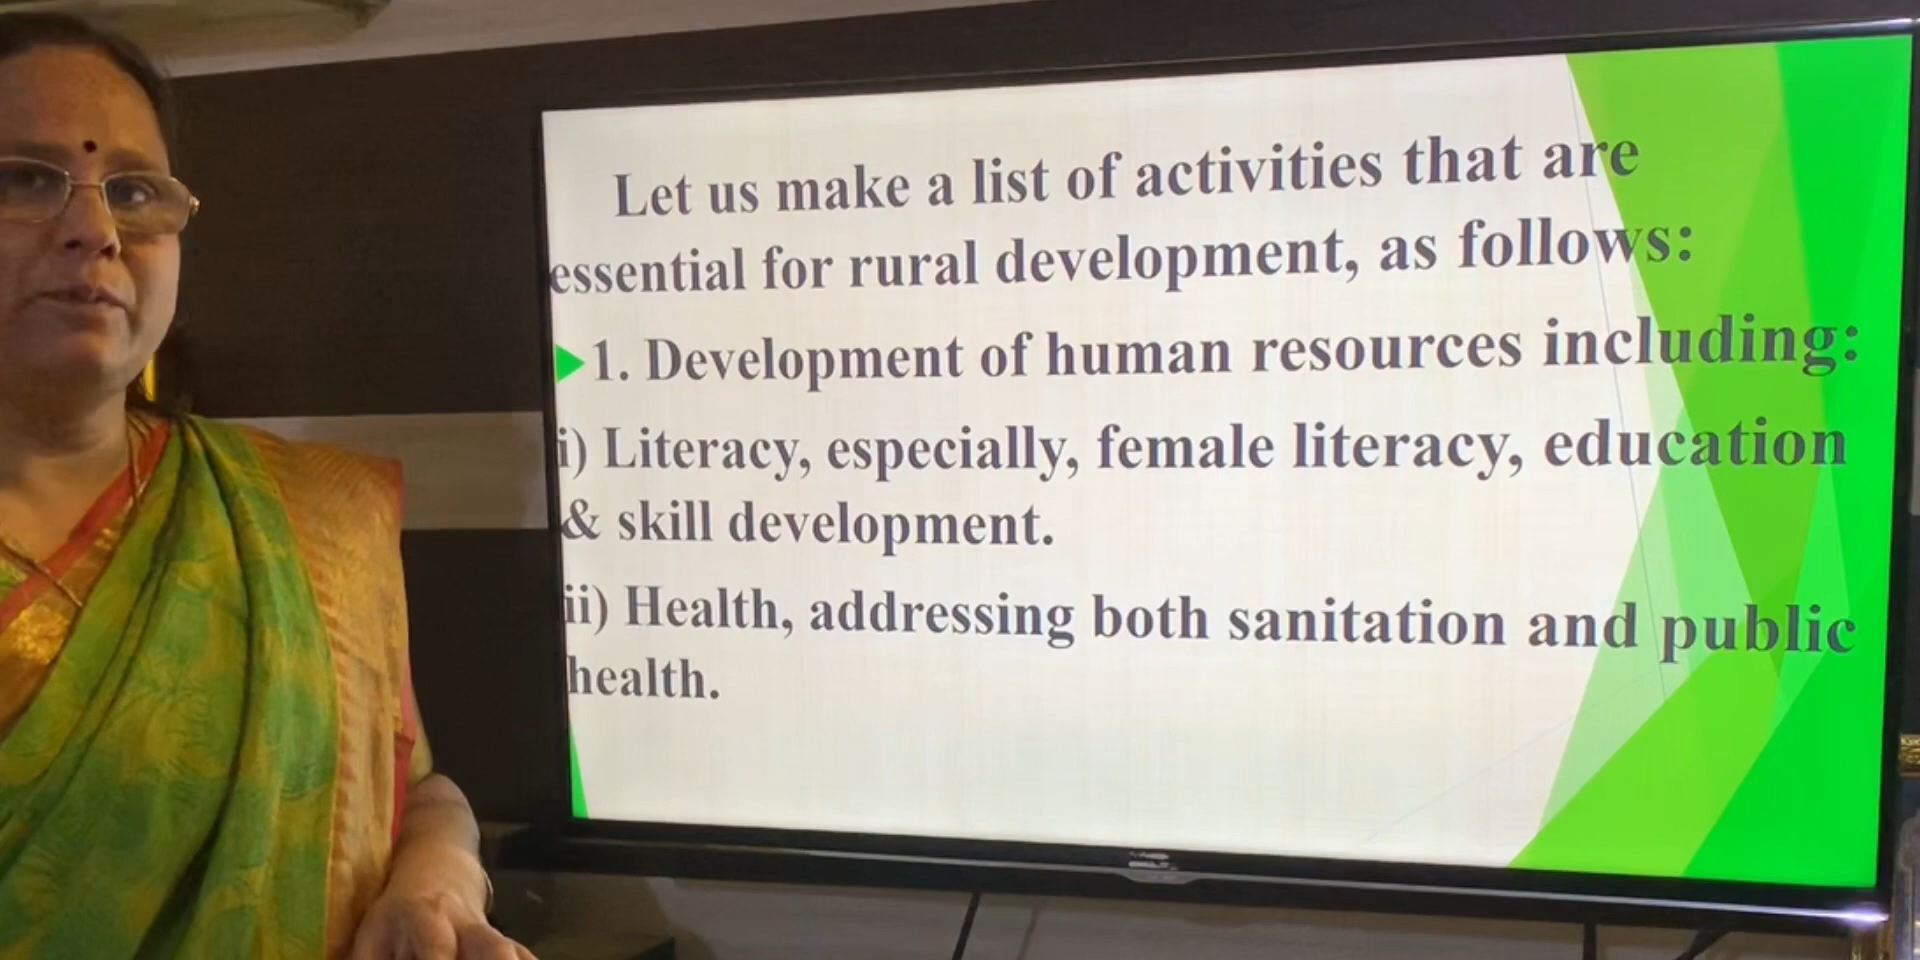 Let us make a list of activities that are
essential for rural development, as follows:
1. Development of human resources including:
i) Literacy, especially, female literacy, education
& skill development.
ii) Health, addressing both sanitation and public
health.